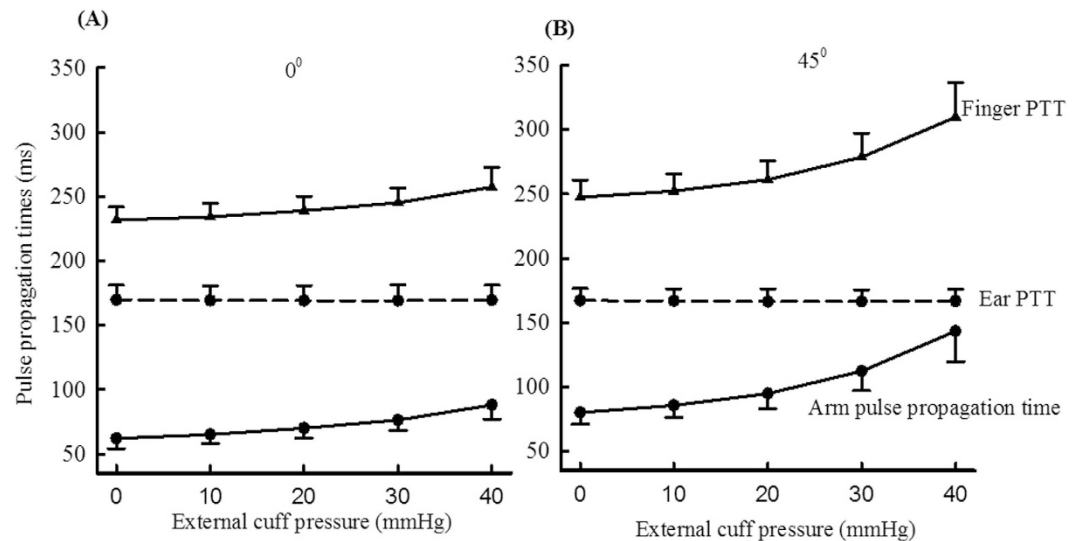 (A)
0⁰
350
300
250
200
150
100
50
Pulse propagation times (ms)
0 10 20 30 40
External cuff pressure (mmHg)
(B)
45⁰
350
300
250
200
150
100
50
Finger PTT
Ear PTT
Arm pulse propagation time
0 10 20 30 40
External cuff pressure (mmHg)